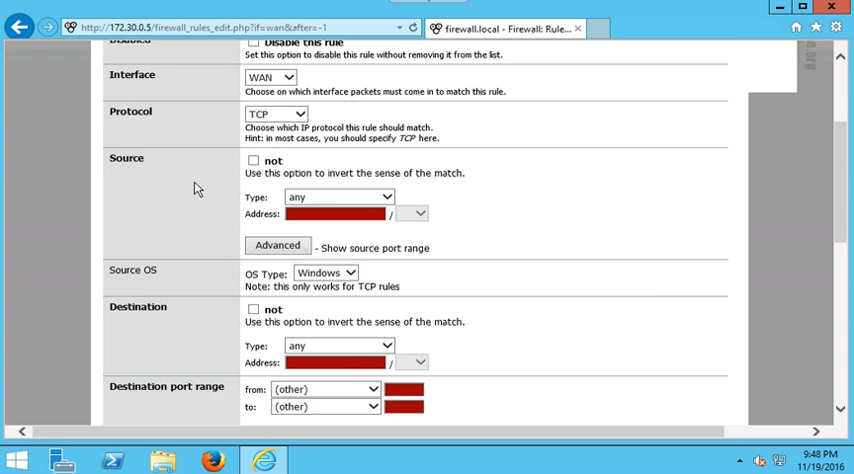 http://172.30.0.5/firewall_rules_edit.php?if=wan&after=-1
firewall.local - Firewall: Rule...
Disabled
Disable this rule
Set this option to disable this rule without removing it from the list.
Interface
WAN
Choose on which interface packets must come in to match this rule.
Protocol
TCP
Choose which IP protocol this rule should match.
Hint: in most cases, you should specify TCP here.
Source
not
Use this option to invert the sense of the match.
Type: any
Address: /
Advanced - Show source port range
Source OS
OS Type: Windows
Note: this only works for TCP rules
Destination
not
Use this option to invert the sense of the match.
Type: any
Address: /
Destination port range
from: (other)
to: (other)
9:48 PM
11/19/2016